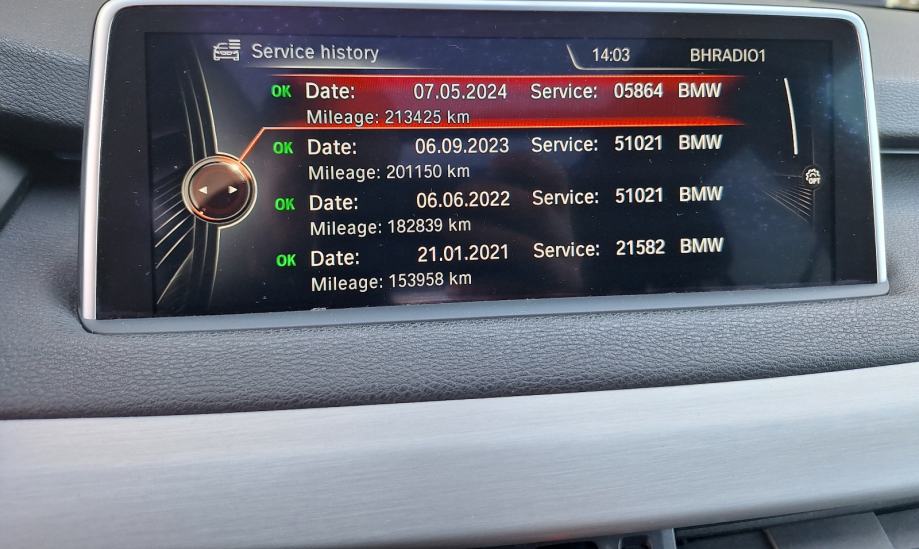 Service history 14:03 BHRADIO1
OK Date: 07.05.2024 Service: 05864 BMW
Mileage: 213425 km
OK Date: 06.09.2023 Service: 51021 BMW
Mileage: 201150 km
OK Date: 06.06.2022 Service: 51021 BMW
Mileage: 182839 km
OK Date: 21.01.2021 Service: 21582 BMW
Mileage: 153958 km
OPT